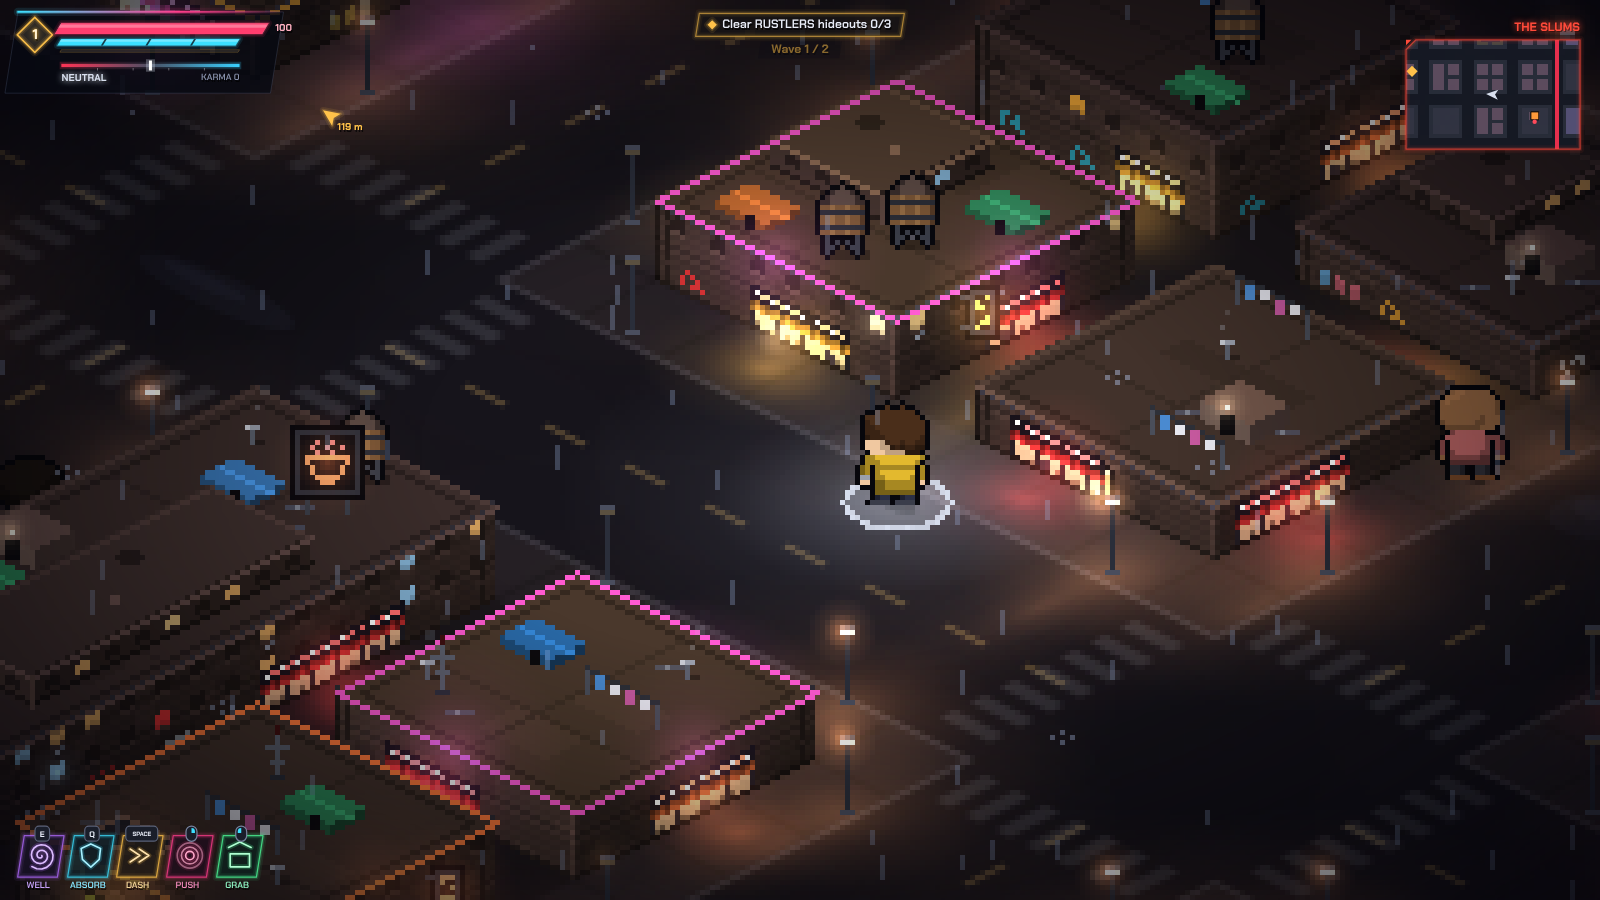 1
100
NEUTRAL
KARMA 0
119 m
Clear RUSTLERS hideouts 0/3
Wave 1 / 2
THE SLUMS
E
Q
SPACE
WELL
ABSORB
DASH
PUSH
GRAB